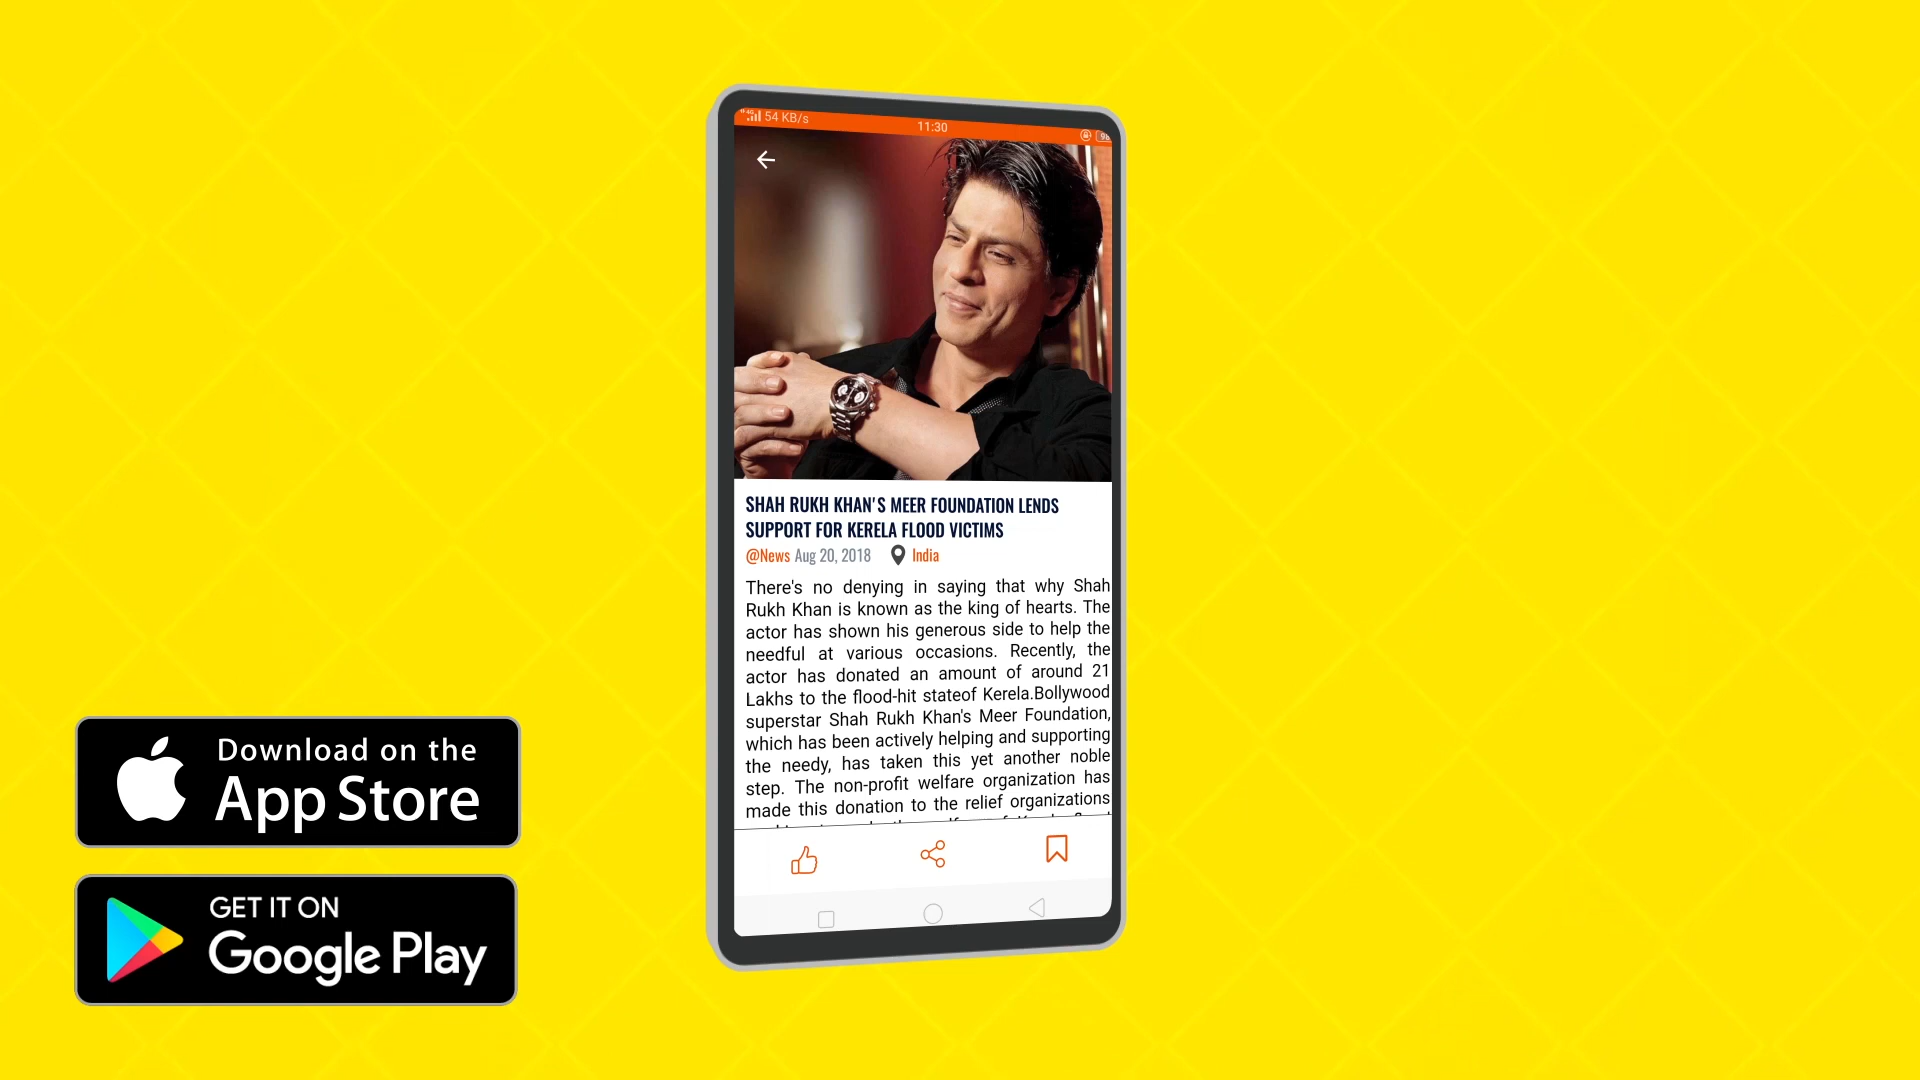 54 KB/s
11:30
SHAH RUKH KHAN'S MEER FOUNDATION LENDS
SUPPORT FOR KERELA FLOOD VICTIMS
@News Aug 20, 2018 India
There's no denying in saying that why Shah
Rukh Khan is known as the king of hearts. The
actor has shown his generous side to help the
needful at various occasions. Recently, the
actor has donated an amount of around 21
Lakhs to the flood-hit stateof Kerela.Bollywood
superstar Shah Rukh Khan's Meer Foundation,
which has been actively helping and supporting
the needy, has taken this yet another noble
step. The non-profit welfare organization has
made this donation to the relief organizations
Download on the
App Store
GET IT ON
Google Play